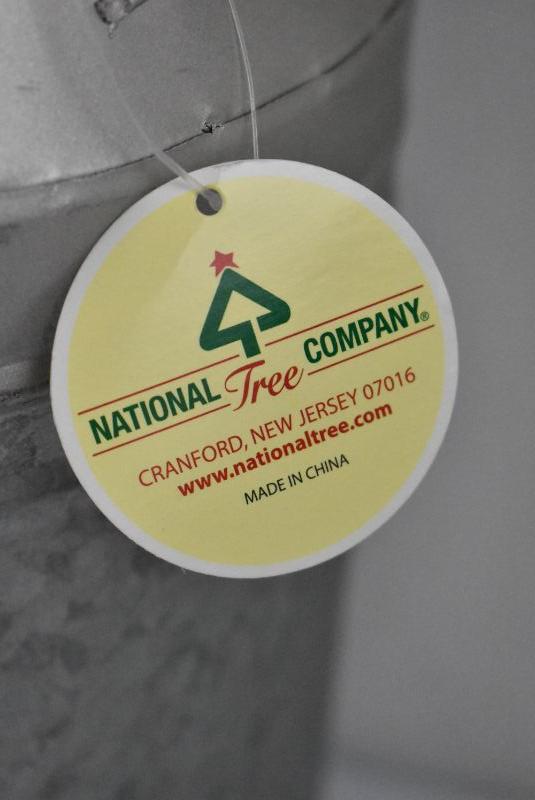 NATIONAL Tree COMPANY®
CRANFORD, NEW JERSEY 07016
www.nationaltree.com
MADE IN CHINA